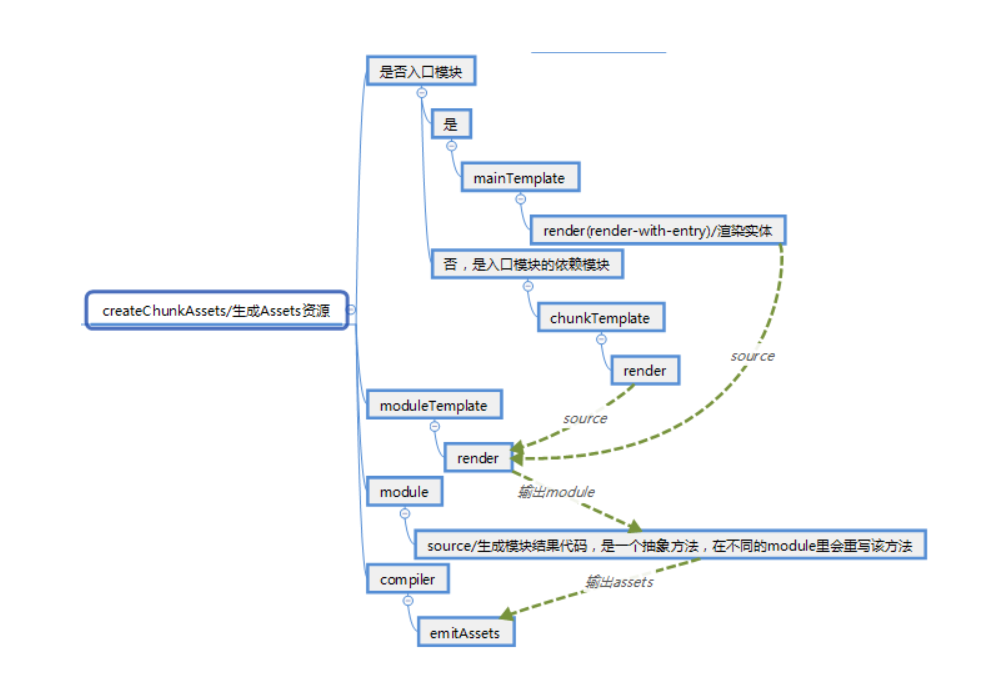 是否入口模块
是
mainTemplate
render(render-with-entry)/渲染实体
否，是入口模块的依赖模块
createChunkAssets/生成Assets资源
chunkTemplate
source
render
moduleTemplate
source
render
module
输出module
source/生成模块结果代码，是一个抽象方法，在不同的module里会重写该方法
compiler
输出assets
emitAssets